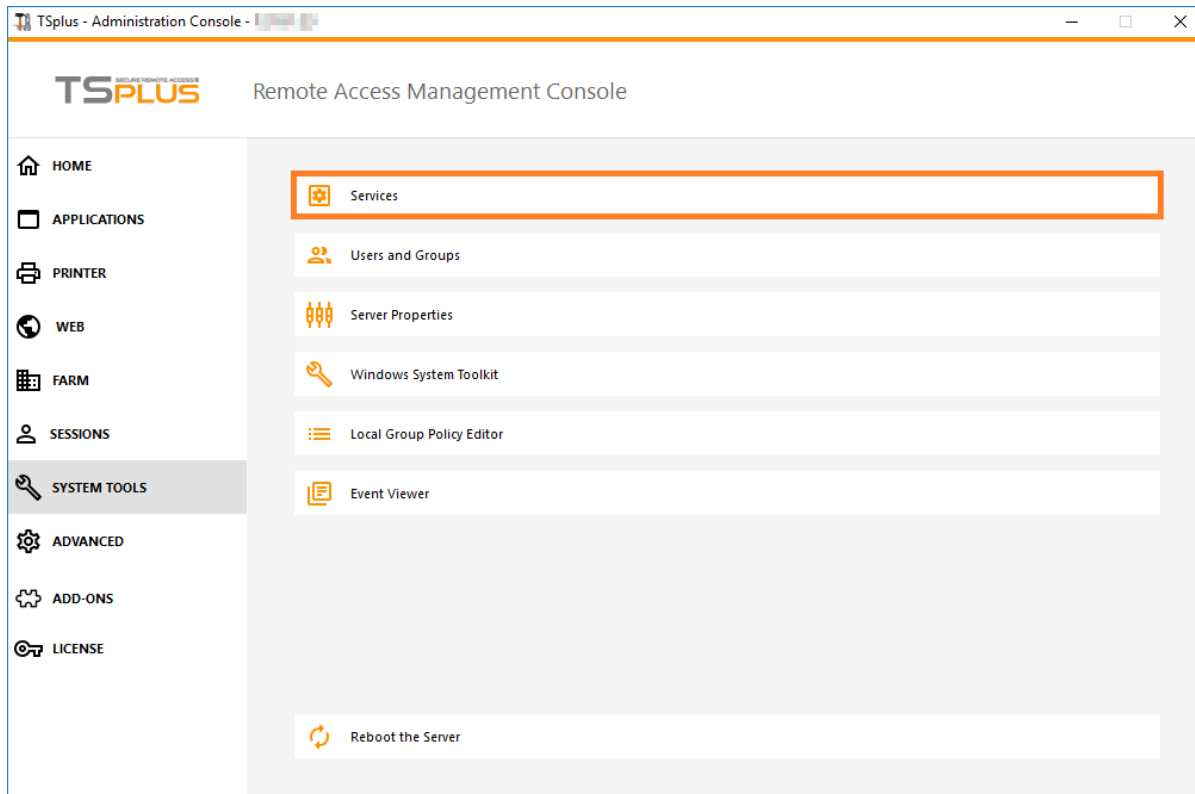 TSplus - Administration Console -
TSPLUS SECURE REMOTE ACCESS®
Remote Access Management Console
HOME
APPLICATIONS
PRINTER
WEB
FARM
SESSIONS
SYSTEM TOOLS
ADVANCED
ADD-ONS
LICENSE
Services
Users and Groups
Server Properties
Windows System Toolkit
Local Group Policy Editor
Event Viewer
Reboot the Server